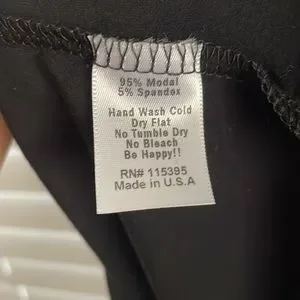 95% Modal
5% Spandex
Hand Wash Cold
Dry Flat
No Tumble Dry
No Bleach
Be Happy!!
RN# 115395
Made in U.S.A